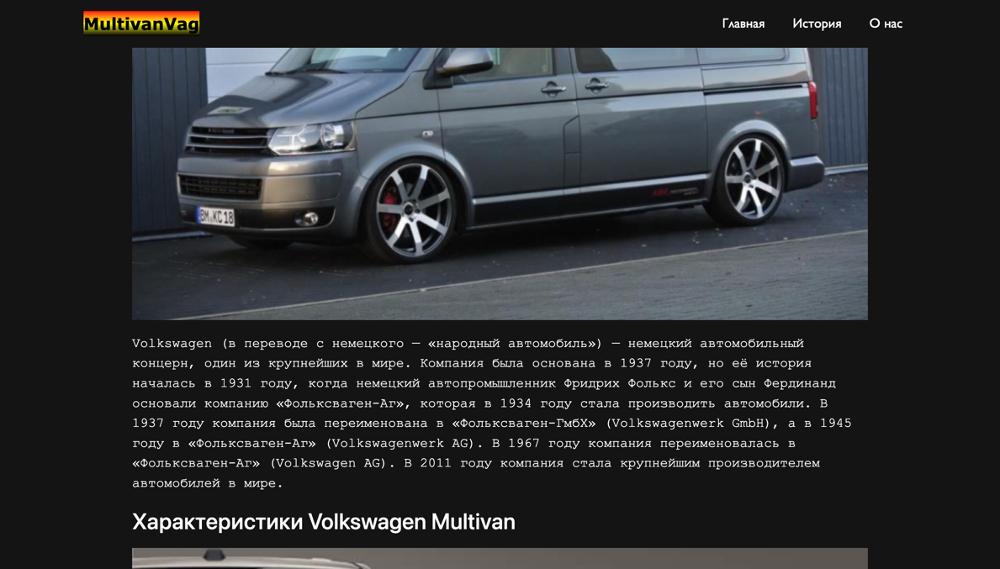 MultivanVag
Главная История О нас
BM KC18
Volkswagen (в переводе с немецкого — «народный автомобиль») — немецкий автомобильный
концерн, один из крупнейших в мире. Компания была основана в 1937 году, но её история
началась в 1931 году, когда немецкий автопромышленник Фридрих Фолькс и его сын Фердинанд
основали компанию «Фольксваген-Аг», которая в 1934 году стала производить автомобили. В
1937 году компания была переименована в «Фольксваген-ГмбХ» (Volkswagenwerk GmbH), а в 1945
году в «Фольксваген-Аг» (Volkswagenwerk AG). В 1967 году компания переименовалась в
«Фольксваген-Аг» (Volkswagen AG). В 2011 году компания стала крупнейшим производителем
автомобилей в мире.
Характеристики Volkswagen Multivan